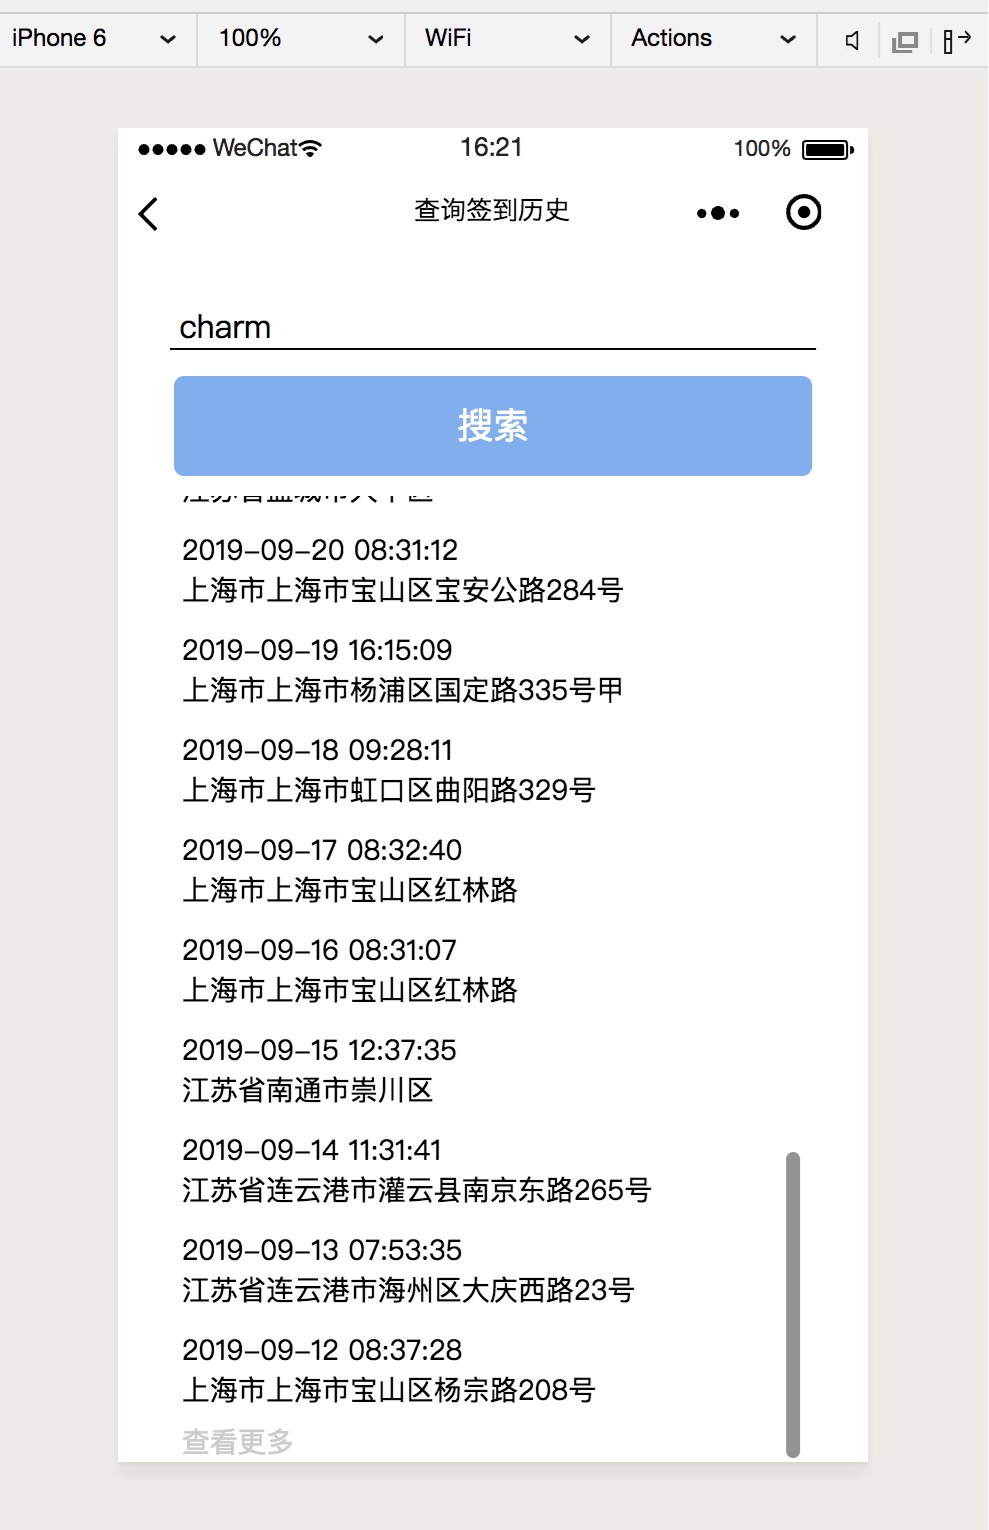 iPhone 6
100%
WiFi
Actions
WeChat
16:21
100%
查询签到历史
charm
搜索
2019-09-20 08:31:12
上海市上海市宝山区宝安公路284号
2019-09-19 16:15:09
上海市上海市杨浦区国定路335号甲
2019-09-18 09:28:11
上海市上海市虹口区曲阳路329号
2019-09-17 08:32:40
上海市上海市宝山区红林路
2019-09-16 08:31:07
上海市上海市宝山区红林路
2019-09-15 12:37:35
江苏省南通市崇川区
2019-09-14 11:31:41
江苏省连云港市灌云县南京东路265号
2019-09-13 07:53:35
江苏省连云港市海州区大庆西路23号
2019-09-12 08:37:28
上海市上海市宝山区杨宗路208号
查看更多